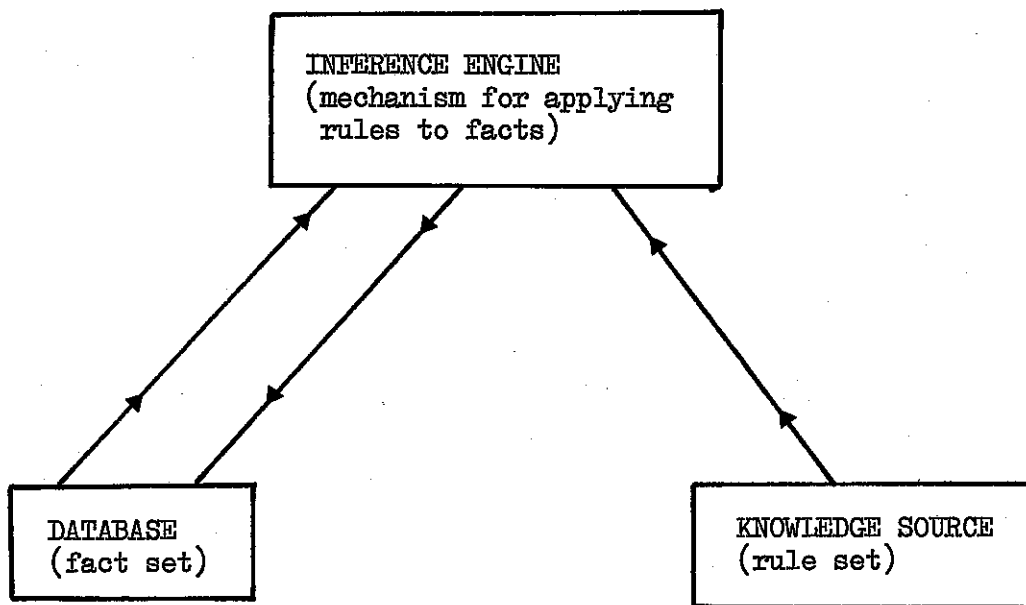 INFERENCE ENGINE
(mechanism for applying
rules to facts)
DATABASE
(fact set)
KNOWLEDGE SOURCE
(rule set)